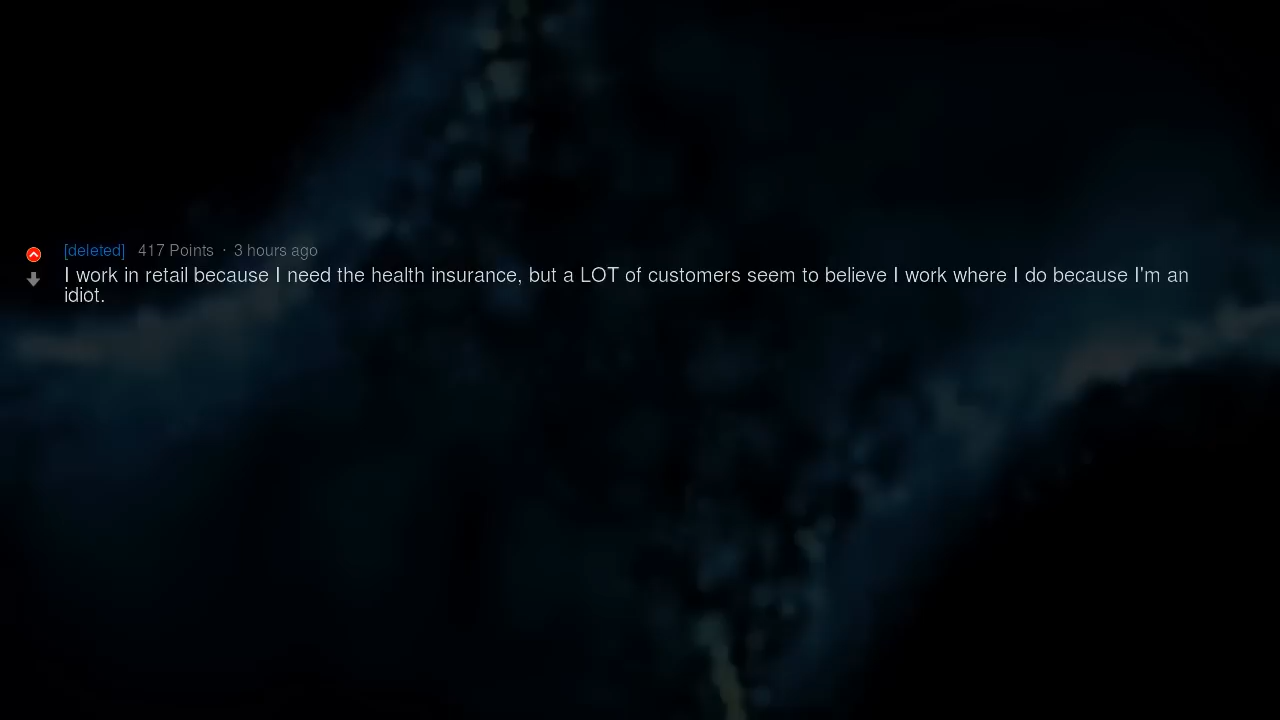 [deleted] 417 Points · 3 hours ago
I work in retail because I need the health insurance, but a LOT of customers seem to believe I work where I do because I'm an
idiot.